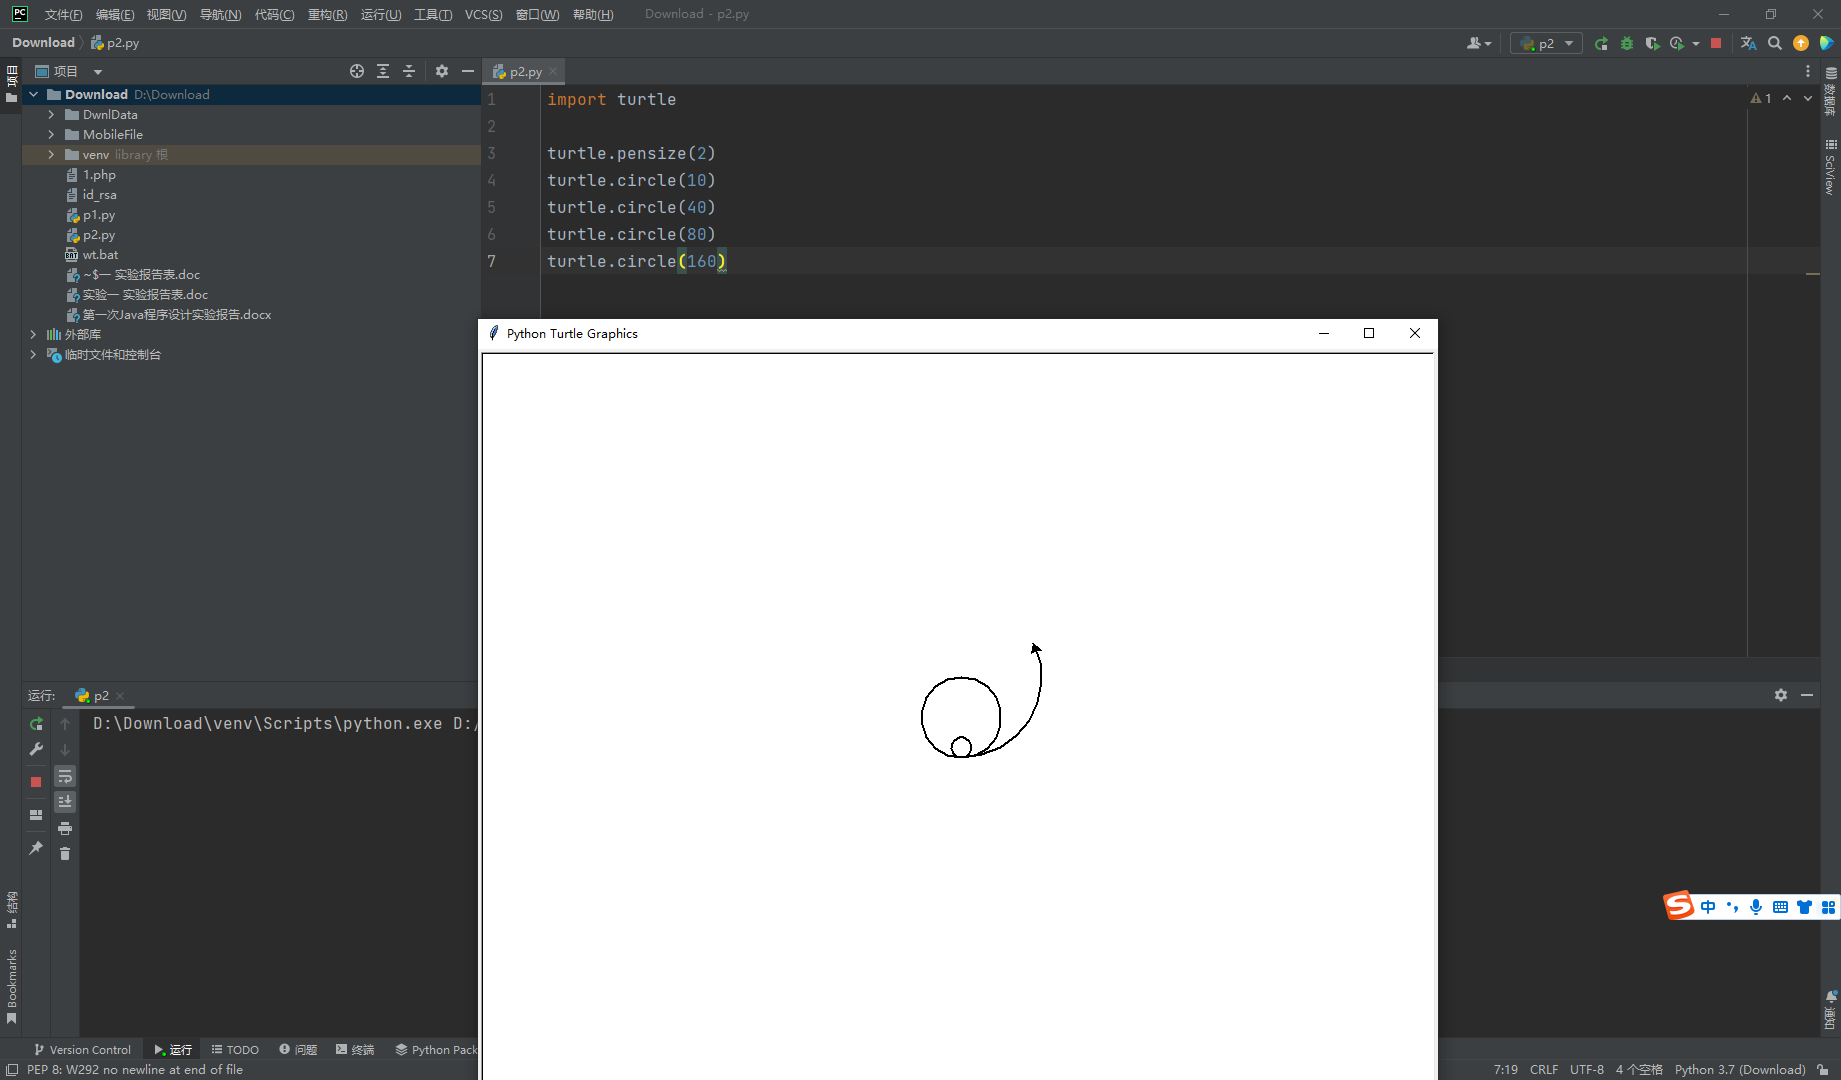 PC 文件(F) 编辑(E) 视图(V) 导航(N) 代码(C) 重构(R) 运行(U) 工具(T) VCS(S) 窗口(W) 帮助(H) Download - p2.py
Download p2.py
p2
项目
项目
p2.py
Download D:\Download
DwnlData
MobileFile
venv library 根
1.php
id_rsa
p1.py
p2.py
wt.bat
~$一 实验报告表.doc
实验一 实验报告表.doc
第一次Java程序设计实验报告.docx
外部库
临时文件和控制台
1 import turtle
2
3 turtle.pensize(2)
4 turtle.circle(10)
5 turtle.circle(40)
6 turtle.circle(80)
7 turtle.circle(160)
1
数据库
SciView
Python Turtle Graphics
运行: p2
D:\Download\venv\Scripts\python.exe D:/
结构
Bookmarks
中
通知
Version Control 运行 TODO 问题 终端 Python Pack
PEP 8: W292 no newline at end of file
7:19 CRLF UTF-8 4 个空格 Python 3.7 (Download)